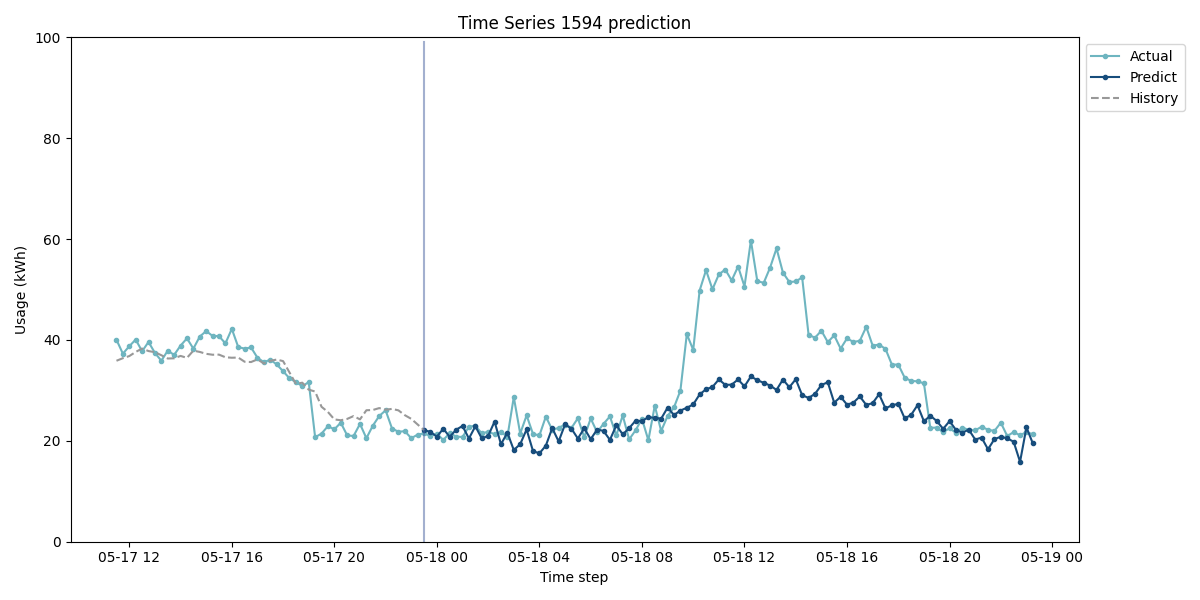 Time Series 1594 prediction
Actual
Predict
History
Usage (kWh)
100
80
60
40
20
0
05-17 12
05-17 16
05-17 20
05-18 00
05-18 04
05-18 08
05-18 12
05-18 16
05-18 20
05-19 00
Time step